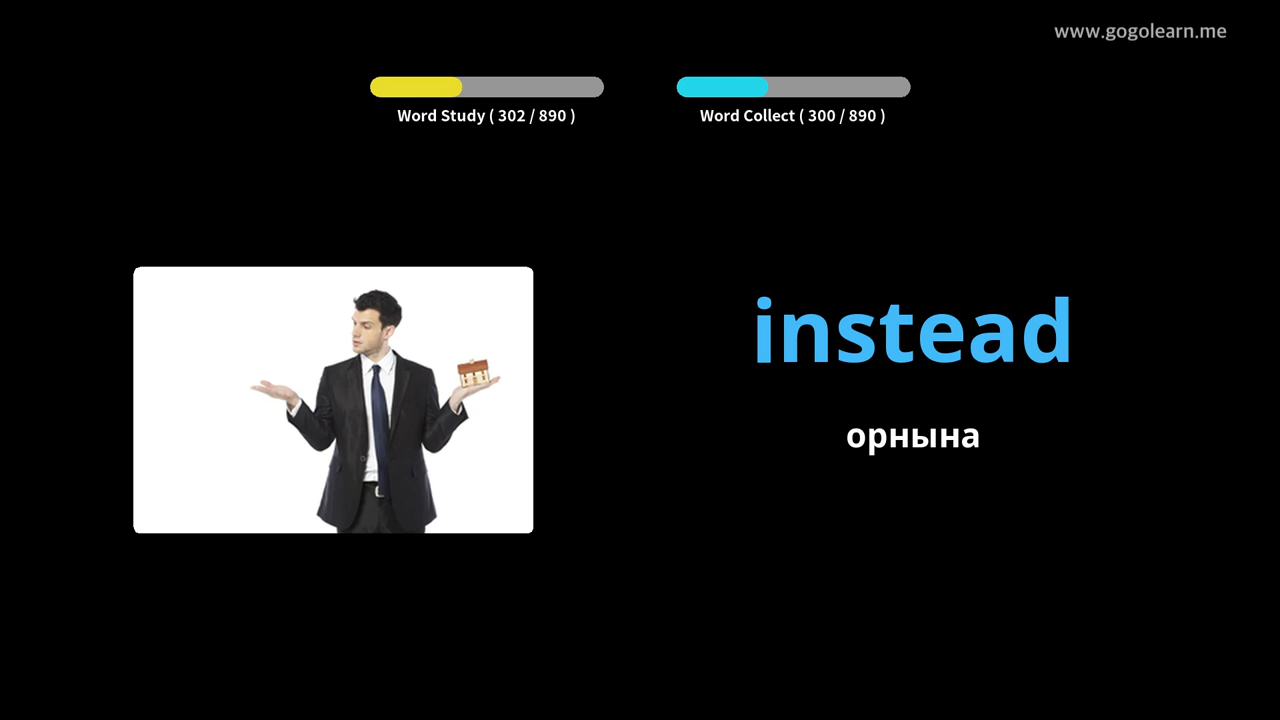 www.gogolearn.me
Word Study ( 302 / 890 )
Word Collect ( 300 / 890 )
instead
орнына